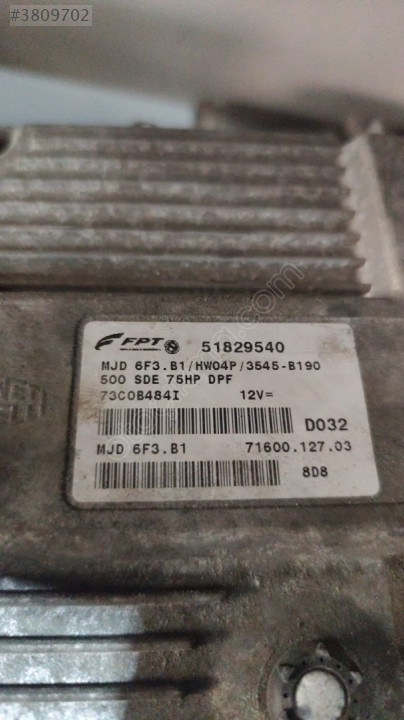 #3809702
FPT 51829540
MJD 6F3.B1/HW04P/3545-B190
500 SDE 75HP DPF
73C0B484I 12V=
D032
MJD 6F3.B1 71600.127.03
8D8